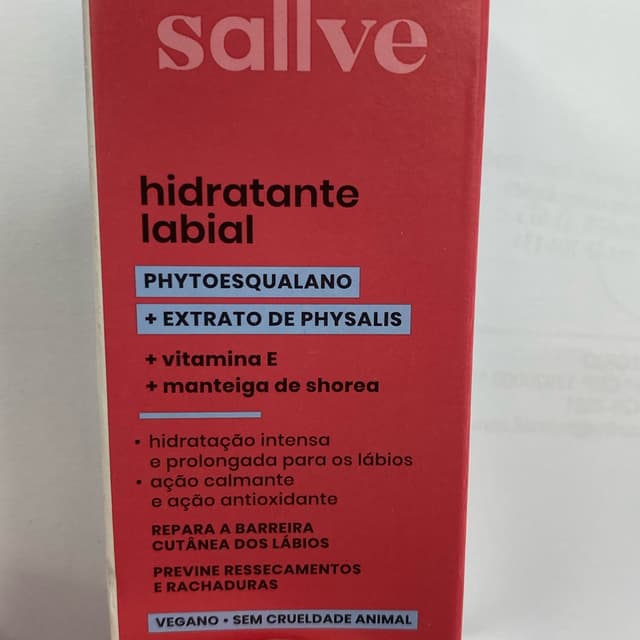 sallve
hidratante
labial
PHYTOESQUALANO
+ EXTRATO DE PHYSALIS
+ vitamina E
+ manteiga de shorea
• hidratação intensa
e prolongada para os lábios
• ação calmante
e ação antioxidante
REPARA A BARREIRA
CUTÂNEA DOS LÁBIOS
PREVINE RESSECAMENTOS
E RACHADURAS
VEGANO • SEM CRUELDADE ANIMAL